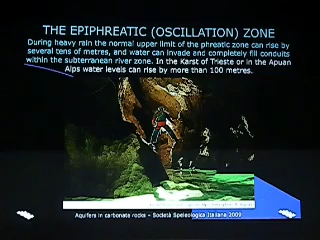 THE EPIPHREATIC (OSCILLATION) ZONE
During heavy rain the normal upper limit of the phreatic zone can rise by
several tens of metres, and water can invade and completely fill conduits
within the subterranean river zone. In the Karst of Trieste or in the Apuan
Alps water levels can rise by more than 100 metres.
Aquifers in carbonate rocks – Società Speleologica Italiana 2009